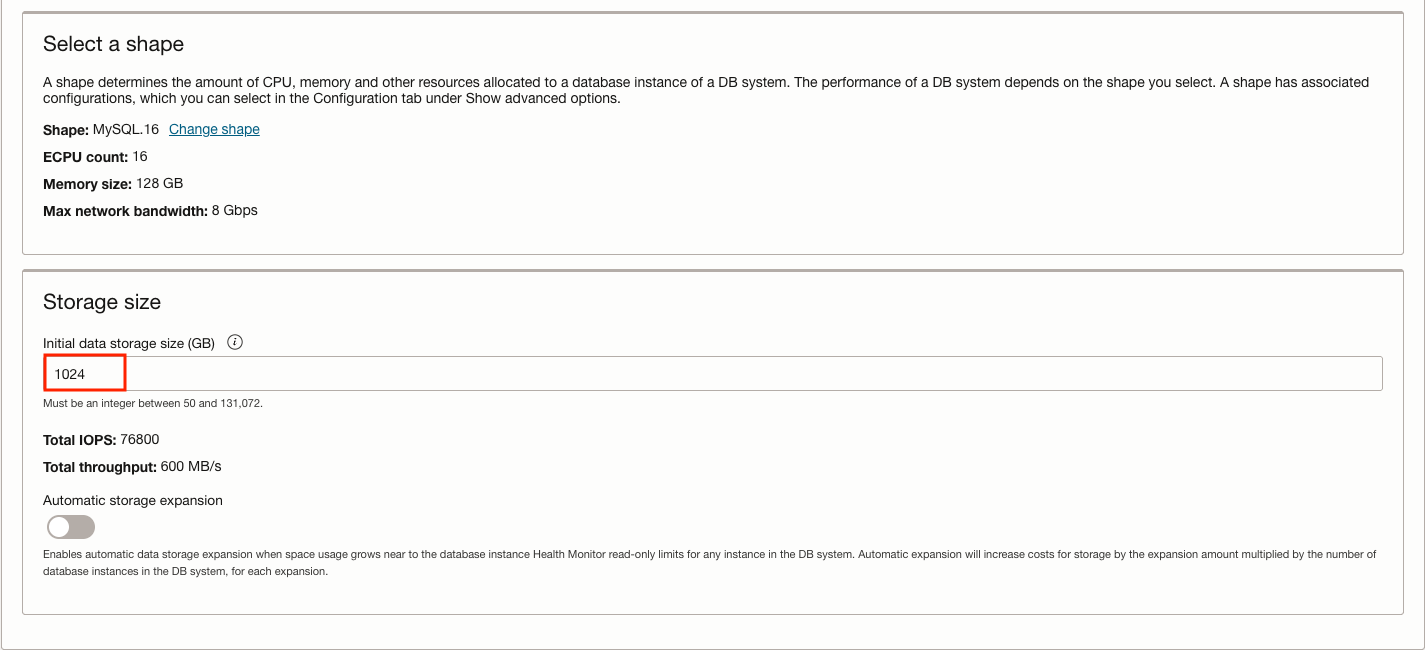 Select a shape
A shape determines the amount of CPU, memory and other resources allocated to a database instance of a DB system. The performance of a DB system depends on the shape you select. A shape has associated
configurations, which you can select in the Configuration tab under Show advanced options.
Shape: MySQL.16 Change shape
ECPU count: 16
Memory size: 128 GB
Max network bandwidth: 8 Gbps
Storage size
Initial data storage size (GB)
1024
Must be an integer between 50 and 131,072.
Total IOPS: 76800
Total throughput: 600 MB/s
Automatic storage expansion
Enables automatic data storage expansion when space usage grows near to the database instance Health Monitor read-only limits for any instance in the DB system. Automatic expansion will increase costs for storage by the expansion amount multiplied by the number of
database instances in the DB system, for each expansion.